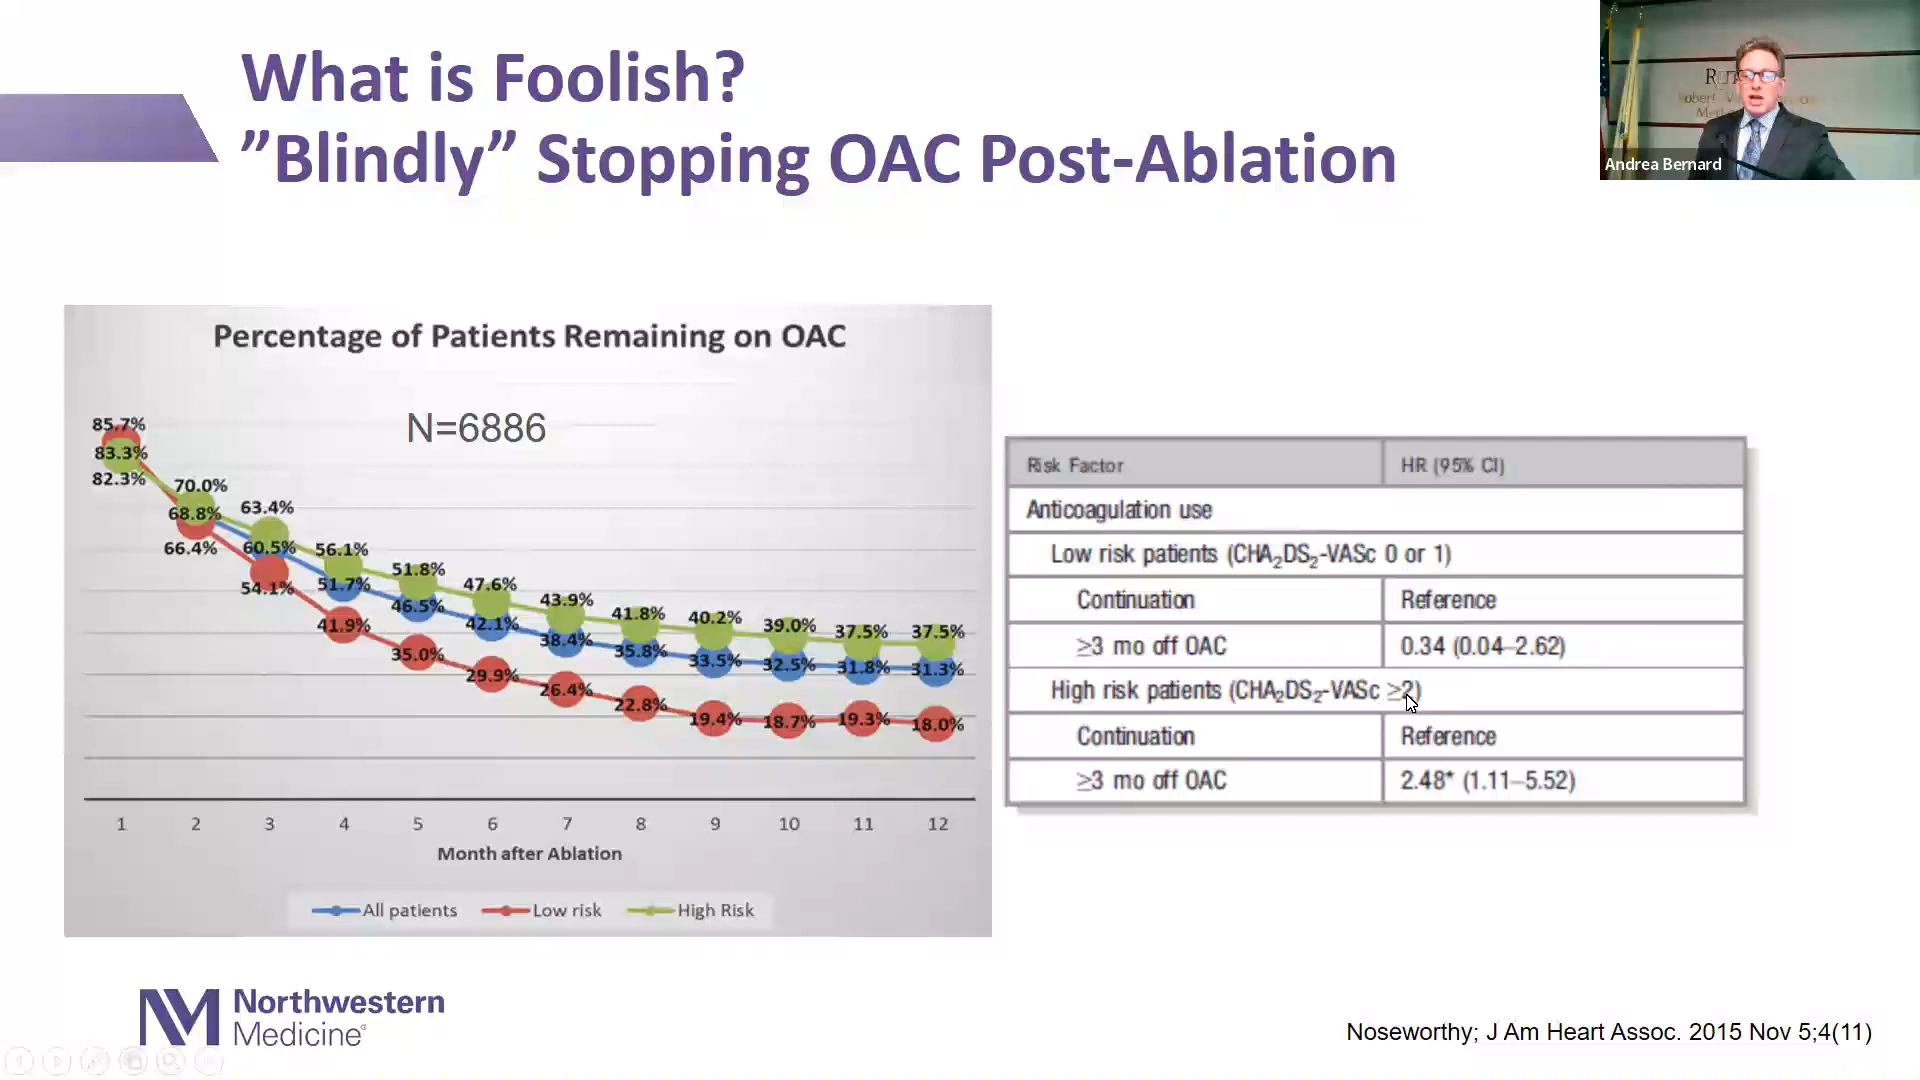 What is Foolish?
”Blindly” Stopping OAC Post-Ablation
Andrea Bernard
Percentage of Patients Remaining on OAC
N=6886
85.7%
83.3%
82.3%
70.0%
68.8%
66.4%
63.4%
60.5%
54.1%
56.1%
51.7%
41.9%
51.8%
46.5%
35.0%
47.6%
42.1%
29.9%
43.9%
38.4%
26.4%
41.8%
35.8%
22.8%
40.2%
33.5%
19.4%
39.0%
32.5%
18.7%
37.5%
31.8%
19.3%
37.5%
31.3%
18.0%
1 2 3 4 5 6 7 8 9 10 11 12
Month after Ablation
All patients Low risk High Risk
Risk Factor HR (95% CI)
Anticoagulation use
Low risk patients (CHA₂DS₂-VASc 0 or 1)
Continuation Reference
≥3 mo off OAC 0.34 (0.04–2.62)
High risk patients (CHA₂DS₂-VASc ≥2)
Continuation Reference
≥3 mo off OAC 2.48* (1.11–5.52)
NM Northwestern
Medicine
Noseworthy; J Am Heart Assoc. 2015 Nov 5;4(11)